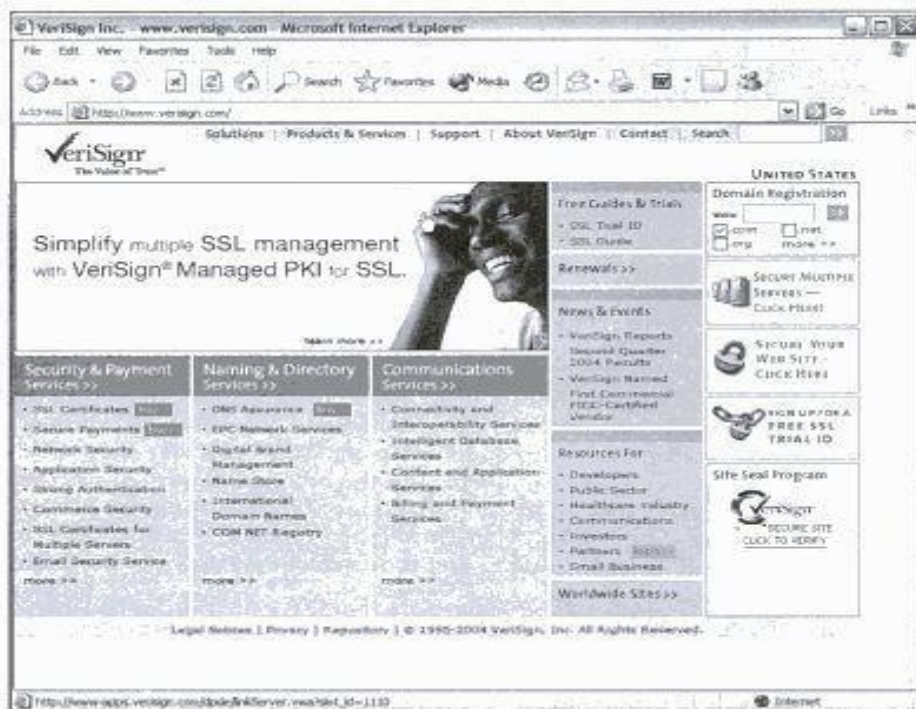 VeriSign Inc. - www.verisign.com - Microsoft Internet Explorer
File Edit View Favorites Tools Help
Back Search Favorites Media
Address http://www.verisign.com/ Go Links
Solutions | Products & Services | Support | About VeriSign | Contact | Search
VeriSign
The Value of Trust
UNITED STATES
Simplify multiple SSL management
with VeriSign® Managed PKI for SSL.
learn more >>
Free Guides & Trials
• SSL Trial ID
• SSL Guide
Renewals >>
News & Events
• VeriSign Reports
Second Quarter
2004 Results
• VeriSign Named
First Commercial
Certified
Vendor
Resources For
• Developers
• Public Sector
• Healthcare Industry
• Communications
• Investors
• Partners
• Small Business
Worldwide Sites >>
Domain Registration
www.
.com .net
.org more >>
SECURE MULTIPLE
SERVERS —
CLICK HERE!
SECURE YOUR
WEB SITE -
CLICK HERE
SIGN UP FOR A
FREE SSL
TRIAL ID
Site Seal Program
VeriSign
SECURE SITE
CLICK TO VERIFY
Security & Payment
Services >>
• SSL Certificates
• Secure Payments
• Network Security
• Application Security
• Strong Authentication
• Commerce Security
• SSL Certificates for
Multiple Servers
• Email Security Service
more >>
Naming & Directory
Services >>
• DNS Assurance
• EPC Network Services
• Digital Brand
Management
• Name Store
• International
Domain Names
• COM NET Registry
more >>
Communications
Services >>
• Connectivity and
Interoperability Services
• Intelligent Database
Services
• Content and Application
Services
• Billing and Payment
Services
more >>
Legal Notices | Privacy | Repository | © 1995-2004 VeriSign, Inc. All Rights Reserved.
Internet